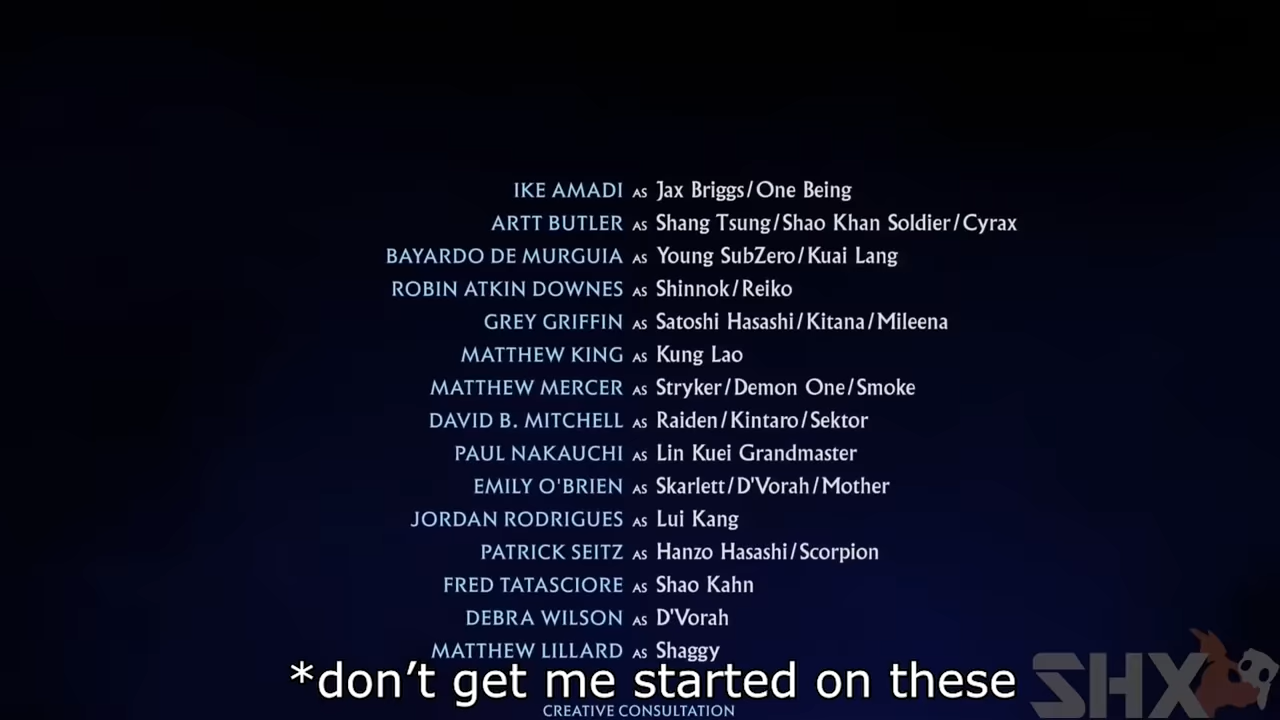 IKE AMADI AS Jax Briggs/One Being
ARTT BUTLER AS Shang Tsung/Shao Khan Soldier/Cyrax
BAYARDO DE MURGUIA AS Young SubZero/Kuai Lang
ROBIN ATKIN DOWNES AS Shinnok/Reiko
GREY GRIFFIN AS Satoshi Hasashi/Kitana/Mileena
MATTHEW KING AS Kung Lao
MATTHEW MERCER AS Stryker/Demon One/Smoke
DAVID B. MITCHELL AS Raiden/Kintaro/Sektor
PAUL NAKAUCHI AS Lin Kuei Grandmaster
EMILY O'BRIEN AS Skarlett/D'Vorah/Mother
JORDAN RODRIGUES AS Lui Kang
PATRICK SEITZ AS Hanzo Hasashi/Scorpion
FRED TATASCIORE AS Shao Kahn
DEBRA WILSON AS D'Vorah
MATTHEW LILLARD AS Shaggy
*don't get me started on these
CREATIVE CONSULTATION
SHX